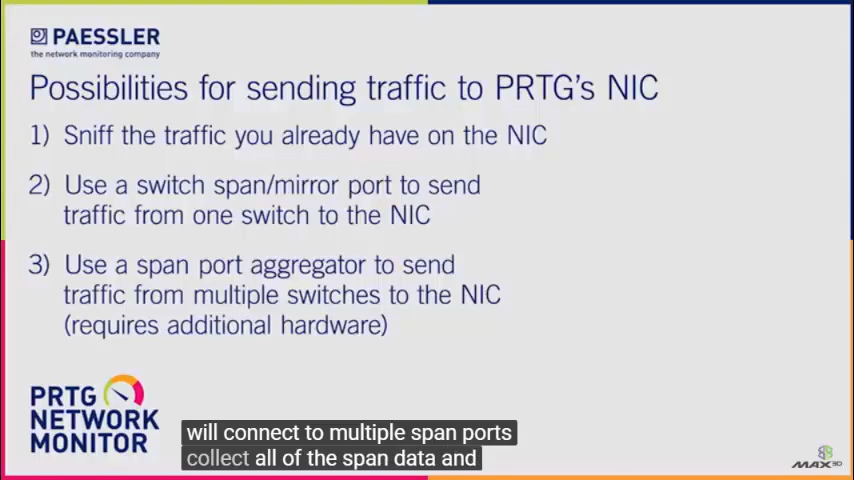 PAESSLER
the network monitoring company
Possibilities for sending traffic to PRTG's NIC
1) Sniff the traffic you already have on the NIC
2) Use a switch span/mirror port to send
traffic from one switch to the NIC
3) Use a span port aggregator to send
traffic from multiple switches to the NIC
(requires additional hardware)
PRTG
NETWORK
MONITOR
will connect to multiple span ports
collect all of the span data and
MAX3D